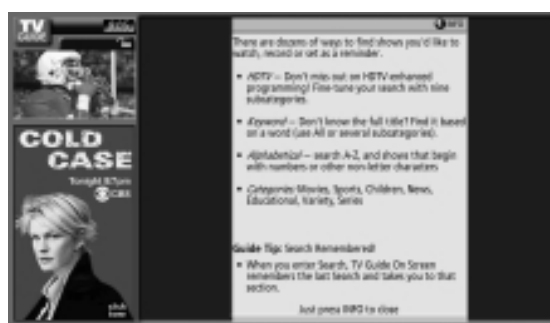 TV
GUIDE
INFO
There are dozens of ways to find shows you'd like to
watch, record or set as a reminder.
• HDTV – Don't miss out on HDTV enhanced
programming! Fine-tune your search with nine
subcategories.
• Keyword – Don't know the full title? Find it based
on a word (use All or several subcategories).
• Alphabetical – search A-Z, and shows that begin
with numbers or other non-letter characters
• Categories: Movies, Sports, Children, News,
Educational, Variety, Series
Guide Tip: Search Remembered!
• When you enter Search, TV Guide On Screen
remembers the last Search and takes you to that
section.
Just press INFO to close
COLD
CASE
Tonight 8/7pm
CBS
click
here